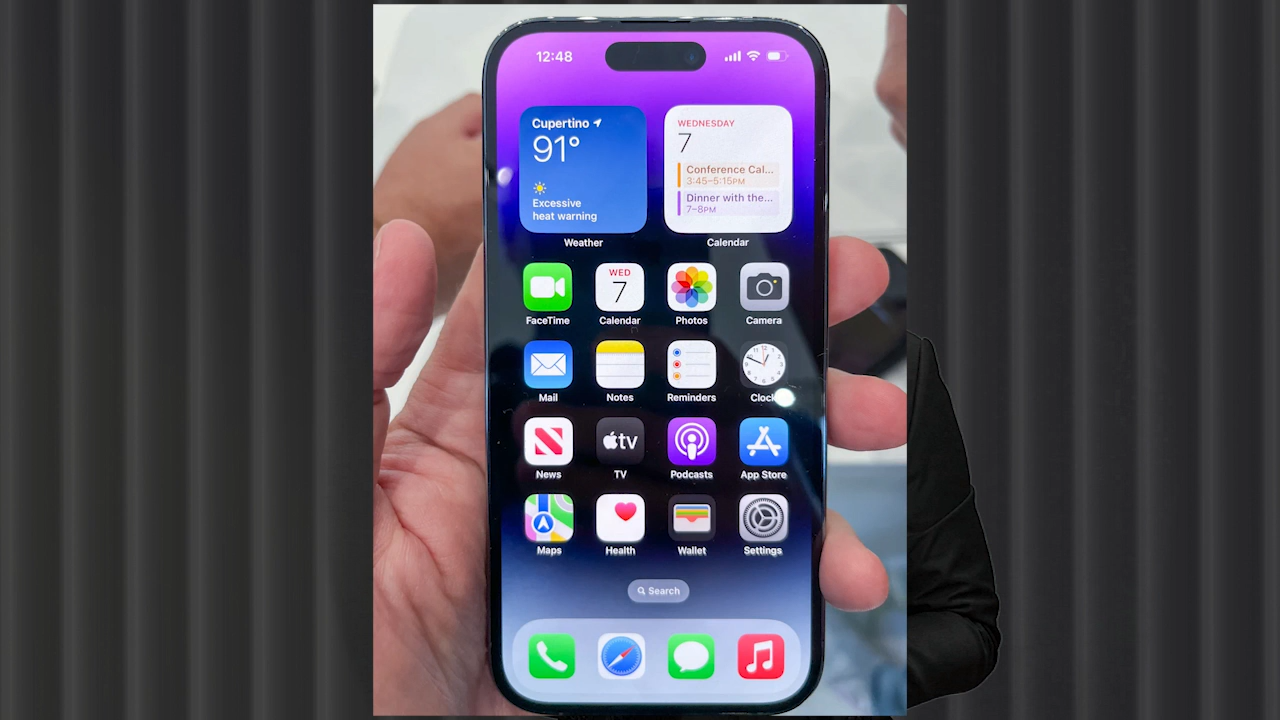 12:48
Cupertino
91°
Excessive
heat warning
Weather
WEDNESDAY
7
Conference Cal...
3:45–5:15PM
Dinner with the...
7–8PM
Calendar
WED
7
FaceTime
Calendar
Photos
Camera
Mail
Notes
Reminders
Clock
News
tv
TV
Podcasts
App Store
Maps
Health
Wallet
Settings
Search